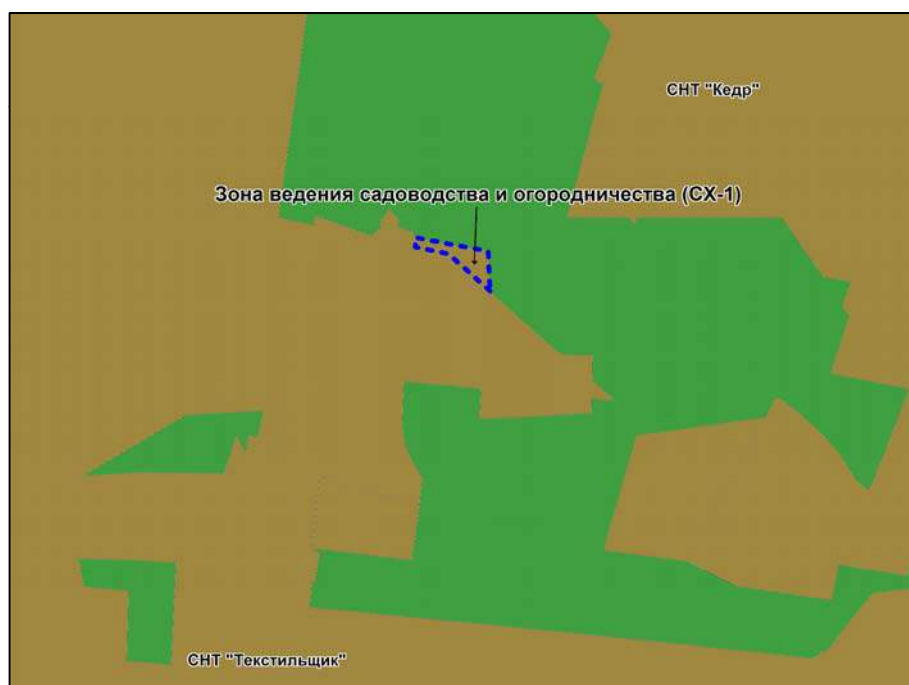 СНТ "Кедр"
Зона ведения садоводства и огородничества (СХ-1)
СНТ "Текстильщик"